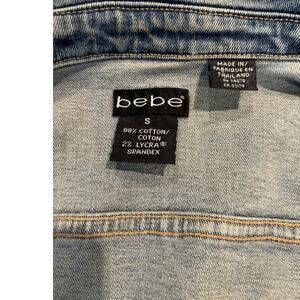 bebe
S
98% COTTON/
COTON
2% LYCRA®
SPANDEX
MADE IN/
FABRIQUE EN
THAILAND